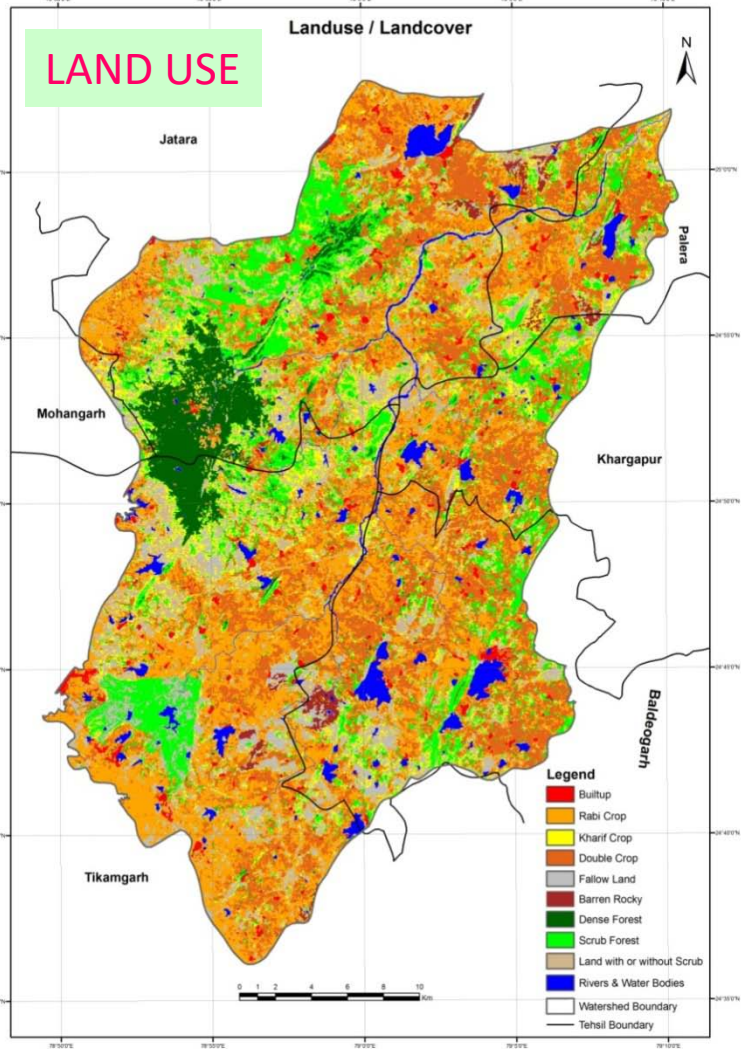 Landuse / Landcover
LAND USE
N
Jatara
Palera
Mohangarh
Khargapur
Baldeogarh
Tikamgarh
Legend
Builtup
Rabi Crop
Kharif Crop
Double Crop
Fallow Land
Barren Rocky
Dense Forest
Scrub Forest
Land with or without Scrub
Rivers & Water Bodies
Watershed Boundary
Tehsil Boundary
0 1 2 4 6 8 10
Km